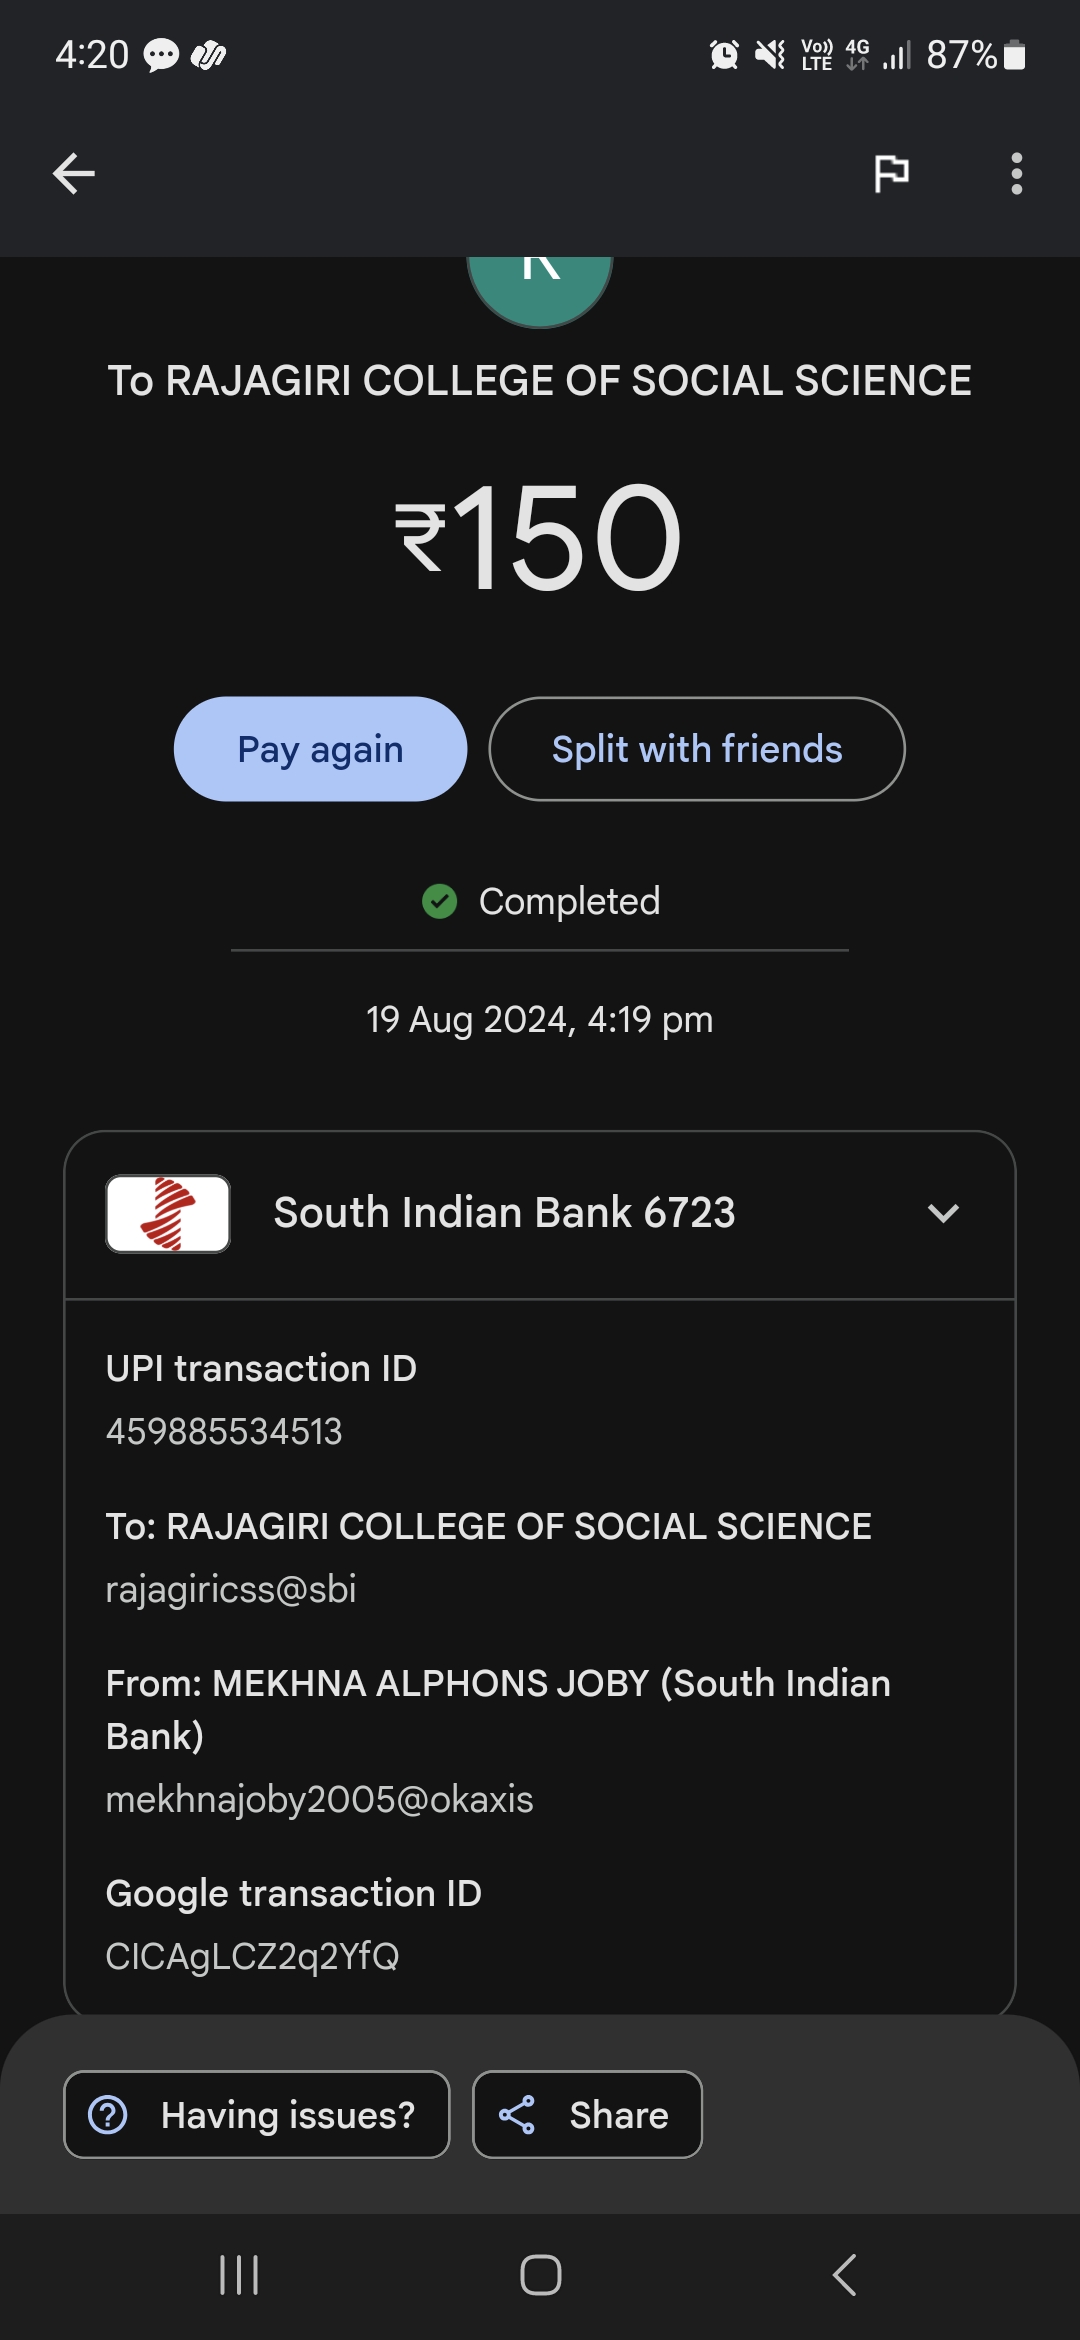 4:20
Vo)) LTE 4G 87%
To RAJAGIRI COLLEGE OF SOCIAL SCIENCE
₹150
Pay again
Split with friends
Completed
19 Aug 2024, 4:19 pm
South Indian Bank 6723
UPI transaction ID
459885534513
To: RAJAGIRI COLLEGE OF SOCIAL SCIENCE
rajagiricss@sbi
From: MEKHNA ALPHONS JOBY (South Indian
Bank)
mekhnajoby2005@okaxis
Google transaction ID
CICAgLCZ2q2YfQ
Having issues?
Share